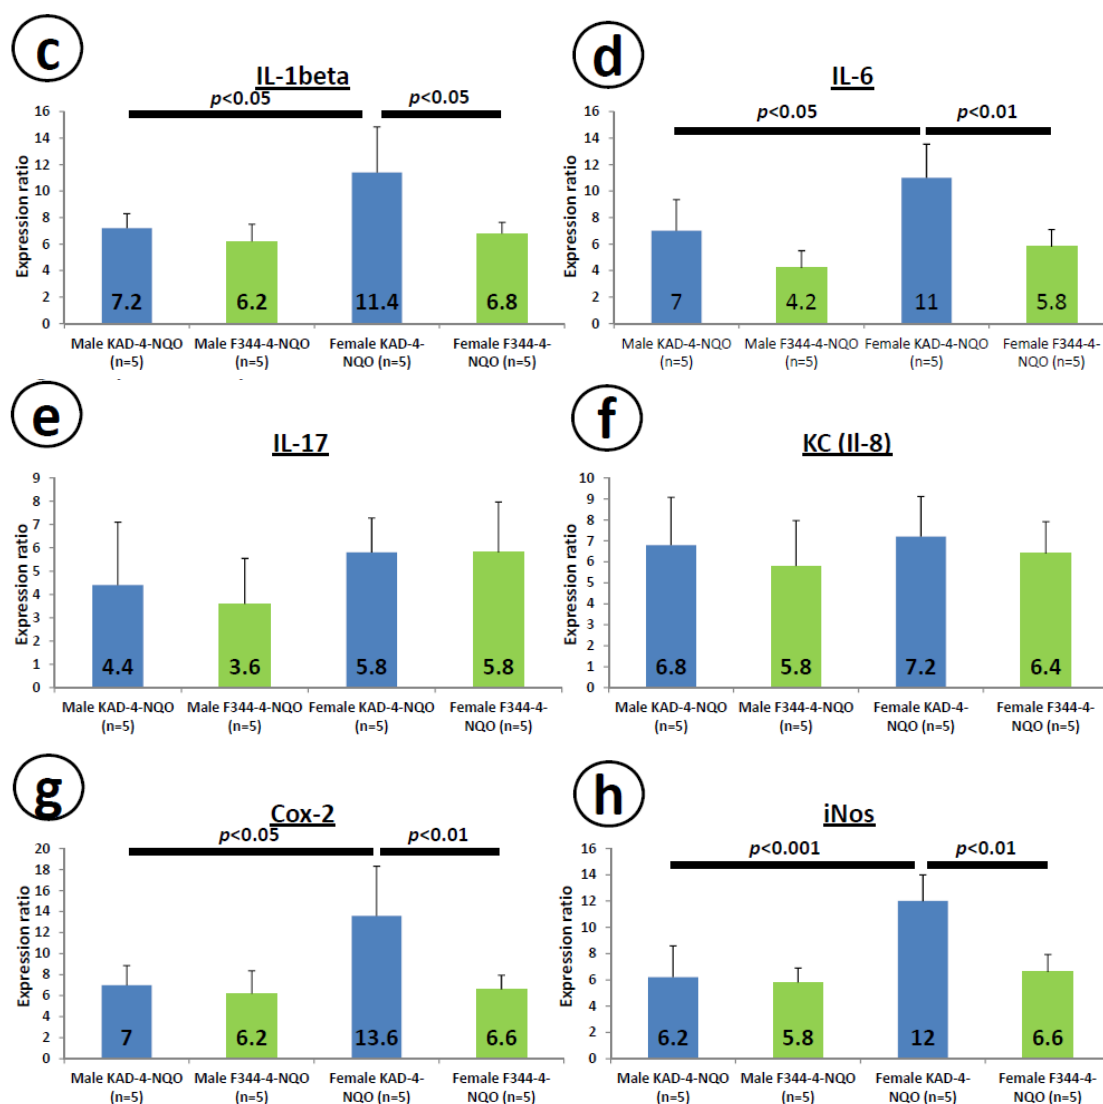 c
IL-1beta
p<0.05
p<0.05
Expression ratio
16
14
12
10
8
6
4
2
0
7.2
6.2
11.4
6.8
Male KAD-4-NQO (n=5)
Male F344-4-NQO (n=5)
Female KAD-4-NQO (n=5)
Female F344-4-NQO (n=5)
d
IL-6
p<0.05
p<0.01
Expression ratio
16
14
12
10
8
6
4
2
0
7
4.2
11
5.8
Male KAD-4-NQO (n=5)
Male F344-4-NQO (n=5)
Female KAD-4-NQO (n=5)
Female F344-4-NQO (n=5)
e
IL-17
Expression ratio
9
8
7
6
5
4
3
2
1
0
4.4
3.6
5.8
5.8
Male KAD-4-NQO (n=5)
Male F344-4-NQO (n=5)
Female KAD-4-NQO (n=5)
Female F344-4-NQO (n=5)
f
KC (Il-8)
Expression ratio
10
9
8
7
6
5
4
3
2
1
0
6.8
5.8
7.2
6.4
Male KAD-4-NQO (n=5)
Male F344-4-NQO (n=5)
Female KAD-4-NQO (n=5)
Female F344-4-NQO (n=5)
g
Cox-2
p<0.05
p<0.01
Expression ratio
20
18
16
14
12
10
8
6
4
2
0
7
6.2
13.6
6.6
Male KAD-4-NQO (n=5)
Male F344-4-NQO (n=5)
Female KAD-4-NQO (n=5)
Female F344-4-NQO (n=5)
h
iNos
p<0.001
p<0.01
Expression ratio
16
14
12
10
8
6
4
2
0
6.2
5.8
12
6.6
Male KAD-4-NQO (n=5)
Male F344-4-NQO (n=5)
Female KAD-4-NQO (n=5)
Female F344-4-NQO (n=5)